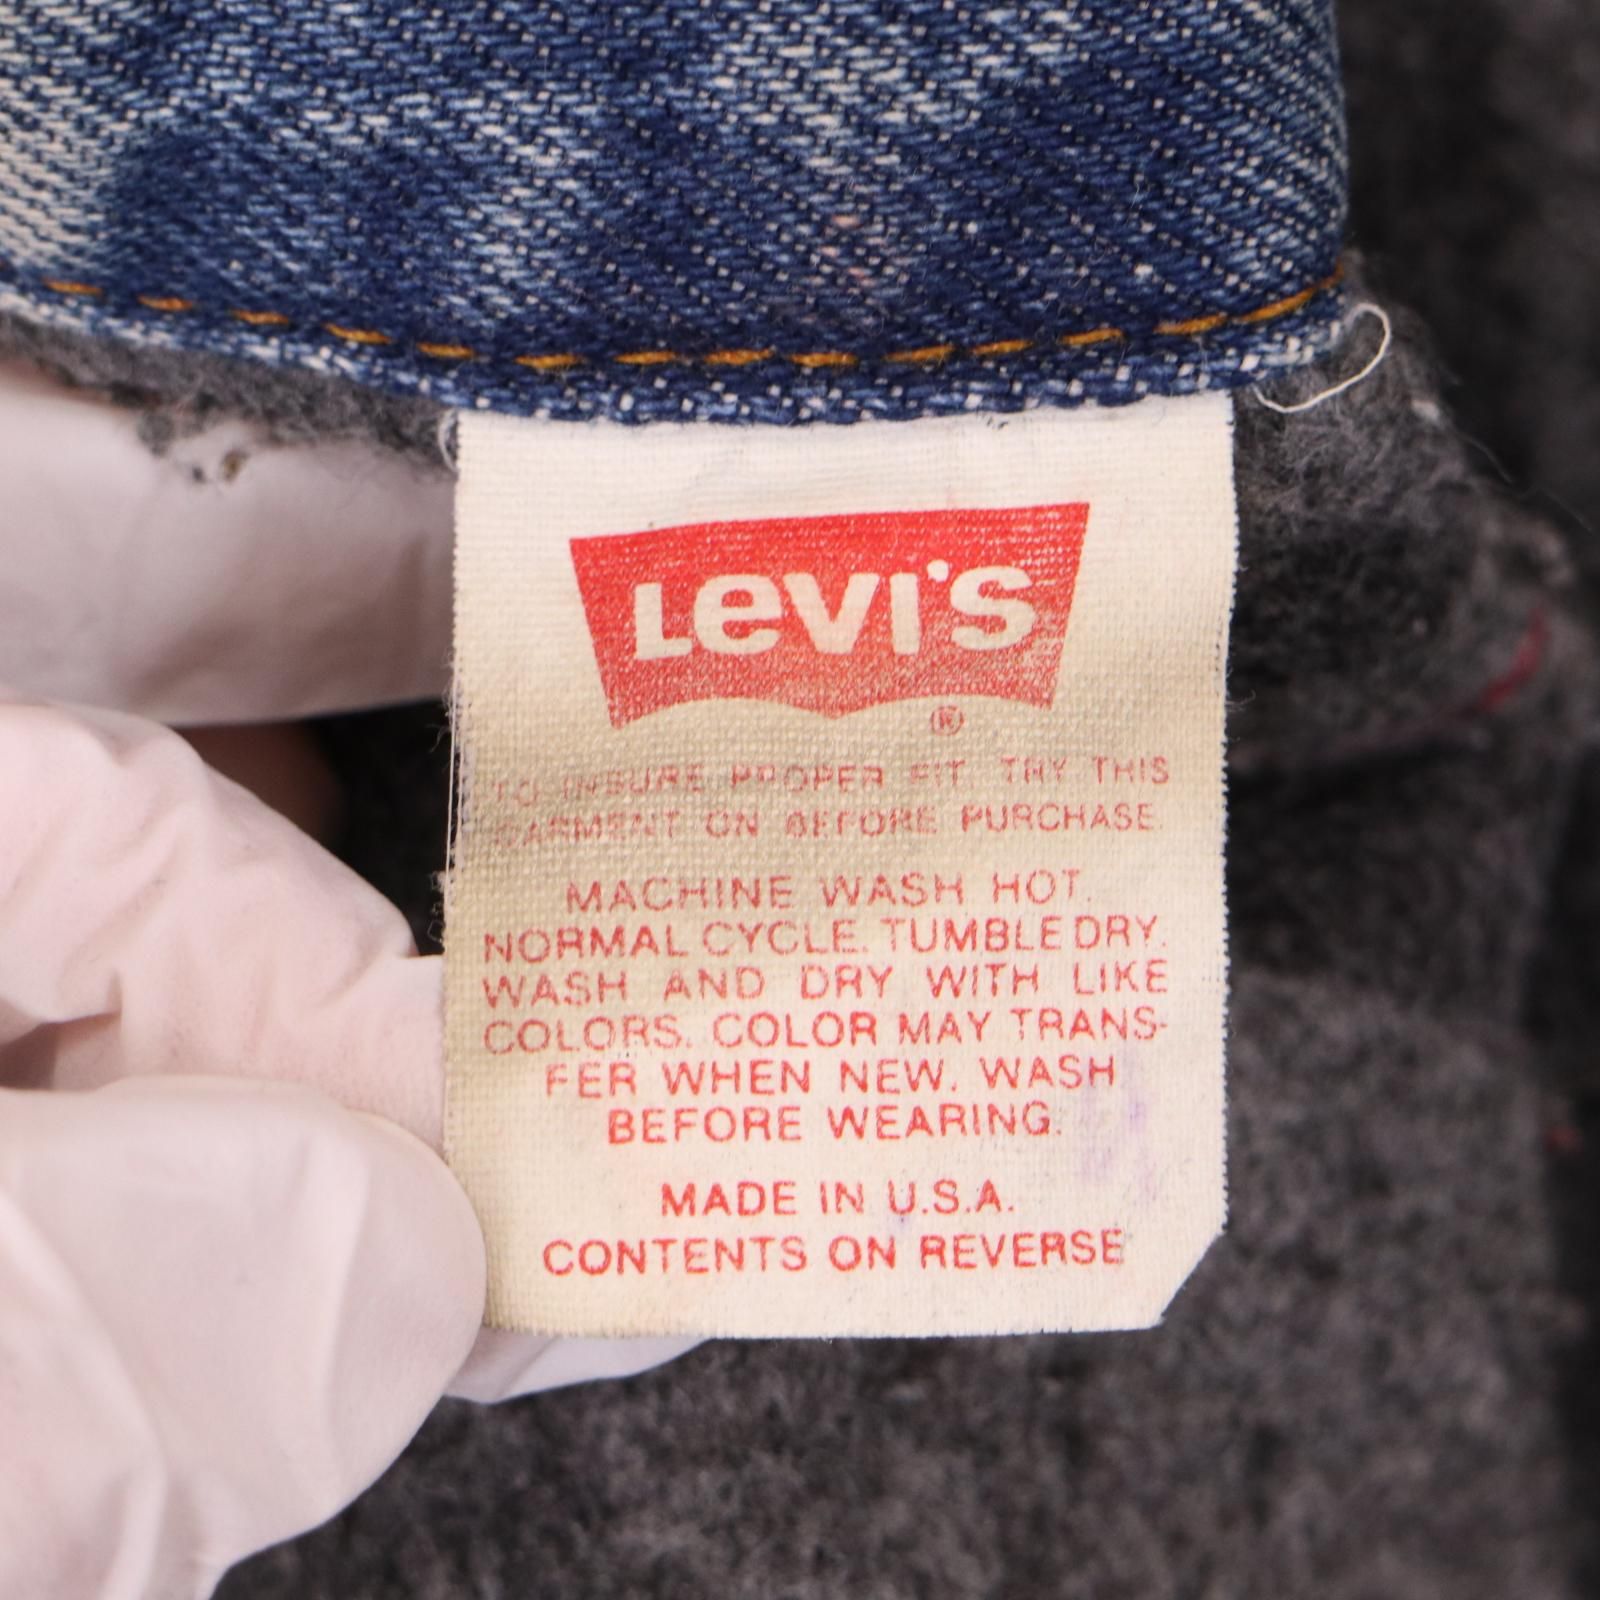 LEVI'S
®
TO INSURE PROPER FIT, TRY THIS
GARMENT ON BEFORE PURCHASE.
MACHINE WASH HOT.
NORMAL CYCLE. TUMBLE DRY.
WASH AND DRY WITH LIKE
COLORS. COLOR MAY TRANS-
FER WHEN NEW. WASH
BEFORE WEARING.
MADE IN U.S.A.
CONTENTS ON REVERSE